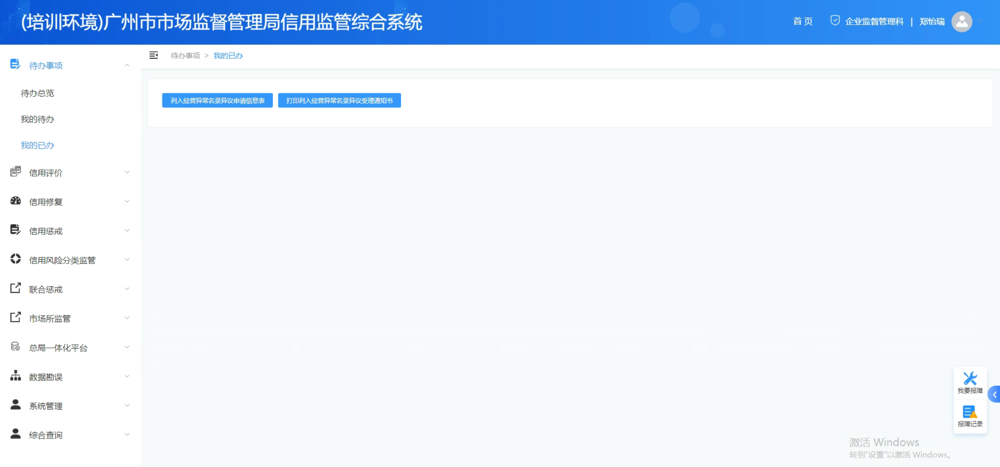 (培训环境)广州市市场监督管理局信用监管综合系统
首 页 企业监督管理科 | 郑怡瑞
待办事项 > 我的已办
待办事项
待办总览
我的待办
我的已办
信用评价
信用修复
信用惩戒
信用风险分类监管
联合惩戒
市场所监管
总局一体化平台
数据勘误
系统管理
综合查询
列入经营异常名录异议申请信息表 打印列入经营异常名录异议受理通知书
我要报障
报障记录
激活 Windows
转到"设置"以激活 Windows。